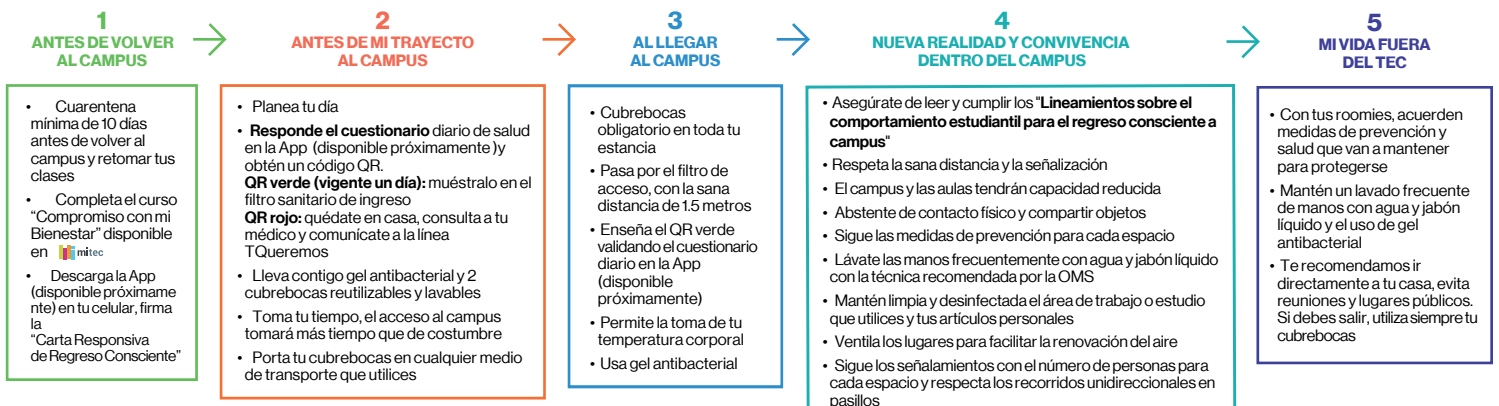 1
ANTES DE VOLVER
AL CAMPUS
• Cuarentena
mínima de 10 días
antes de volver al
campus y retomar tus
clases
• Completa el curso
“Compromiso con mi
Bienestar” disponible
en mitec
• Descarga la App
(disponible próximame
nte) en tu celular, firma
la
“Carta Responsiva
de Regreso Consciente”
2
ANTES DE MI TRAYECTO
AL CAMPUS
• Planea tu día
• Responde el cuestionario diario de salud
en la App (disponible próximamente )y
obtén un código QR.
QR verde (vigente un día): muéstralo en el
filtro sanitario de ingreso
QR rojo: quédate en casa, consulta a tu
médico y comunícate a la línea
TQueremos
• Lleva contigo gel antibacterial y 2
cubrebocas reutilizables y lavables
• Toma tu tiempo, el acceso al campus
tomará más tiempo que de costumbre
• Porta tu cubrebocas en cualquier medio
de transporte que utilices
3
AL LLEGAR
AL CAMPUS
• Cubrebocas
obligatorio en toda tu
estancia
• Pasa por el filtro de
acceso, con la sana
distancia de 1.5 metros
• Enseña el QR verde
validando el cuestionario
diario en la App
(disponible
próximamente)
• Permite la toma de tu
temperatura corporal
• Usa gel antibacterial
4
NUEVA REALIDAD Y CONVIVENCIA
DENTRO DEL CAMPUS
• Asegúrate de leer y cumplir los "Lineamientos sobre el
comportamiento estudiantil para el regreso consciente a
campus"
• Respeta la sana distancia y la señalización
• El campus y las aulas tendrán capacidad reducida
• Abstente de contacto físico y compartir objetos
• Sigue las medidas de prevención para cada espacio
• Lávate las manos frecuentemente con agua y jabón líquido
con la técnica recomendada por la OMS
• Mantén limpia y desinfectada el área de trabajo o estudio
que utilices y tus artículos personales
• Ventila los lugares para facilitar la renovación del aire
• Sigue los señalamientos con el número de personas para
cada espacio y respecta los recorridos unidireccionales en
pasillos
5
MI VIDA FUERA
DEL TEC
• Con tus roomies, acuerden
medidas de prevención y
salud que van a mantener
para protegerse
• Mantén un lavado frecuente
de manos con agua y jabón
líquido y el uso de gel
antibacterial
• Te recomendamos ir
directamente a tu casa, evita
reuniones y lugares públicos.
Si debes salir, utiliza siempre tu
cubrebocas